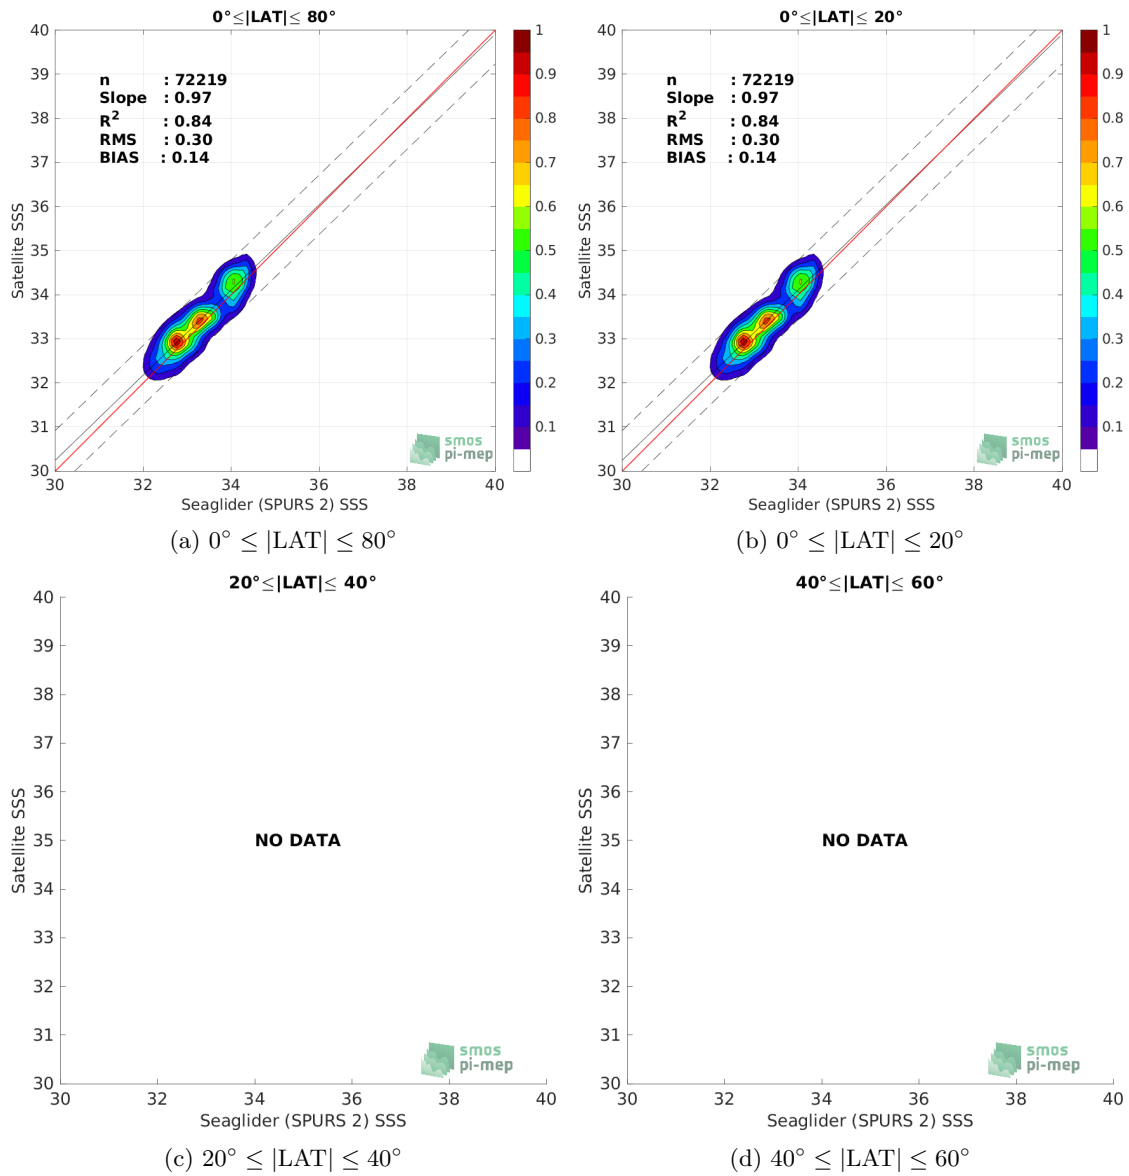 0°≤|LAT|≤ 80°
40
39
38
37
36
35
34
33
32
31
30
Satellite SSS
n : 72219
Slope : 0.97
R² : 0.84
RMS : 0.30
BIAS : 0.14
1
0.9
0.8
0.7
0.6
0.5
0.4
0.3
0.2
0.1
smos
pi-mep
30 32 34 36 38 40
Seaglider (SPURS 2) SSS
(a) 0° ≤ |LAT| ≤ 80°
0°≤|LAT|≤ 20°
40
39
38
37
36
35
34
33
32
31
30
Satellite SSS
n : 72219
Slope : 0.97
R² : 0.84
RMS : 0.30
BIAS : 0.14
1
0.9
0.8
0.7
0.6
0.5
0.4
0.3
0.2
0.1
smos
pi-mep
30 32 34 36 38 40
Seaglider (SPURS 2) SSS
(b) 0° ≤ |LAT| ≤ 20°
20°≤|LAT|≤ 40°
40
39
38
37
36
35
34
33
32
31
30
Satellite SSS
NO DATA
smos
pi-mep
30 32 34 36 38 40
Seaglider (SPURS 2) SSS
(c) 20° ≤ |LAT| ≤ 40°
40°≤|LAT|≤ 60°
40
39
38
37
36
35
34
33
32
31
30
Satellite SSS
NO DATA
smos
pi-mep
30 32 34 36 38 40
Seaglider (SPURS 2) SSS
(d) 40° ≤ |LAT| ≤ 60°